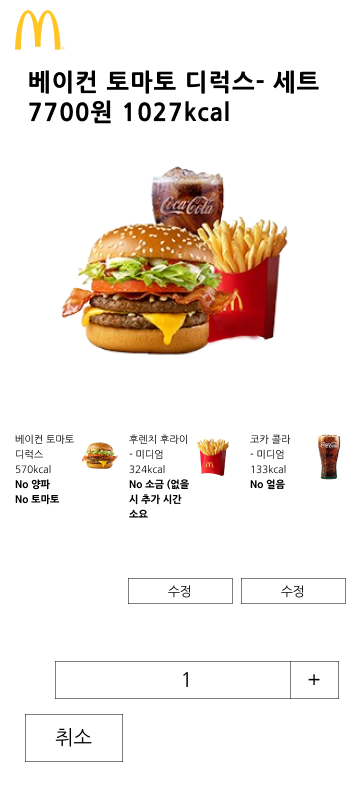 베이컨 토마토 디럭스- 세트
7700원 1027kcal
Coca-Cola
베이컨 토마토
디럭스
570kcal
No 양파
No 토마토
후렌치 후라이
- 미디엄
324kcal
No 소금 (없을
시 추가 시간
소요
코카 콜라
- 미디엄
133kcal
No 얼음
Coca-Cola
수정
수정
1
+
취소